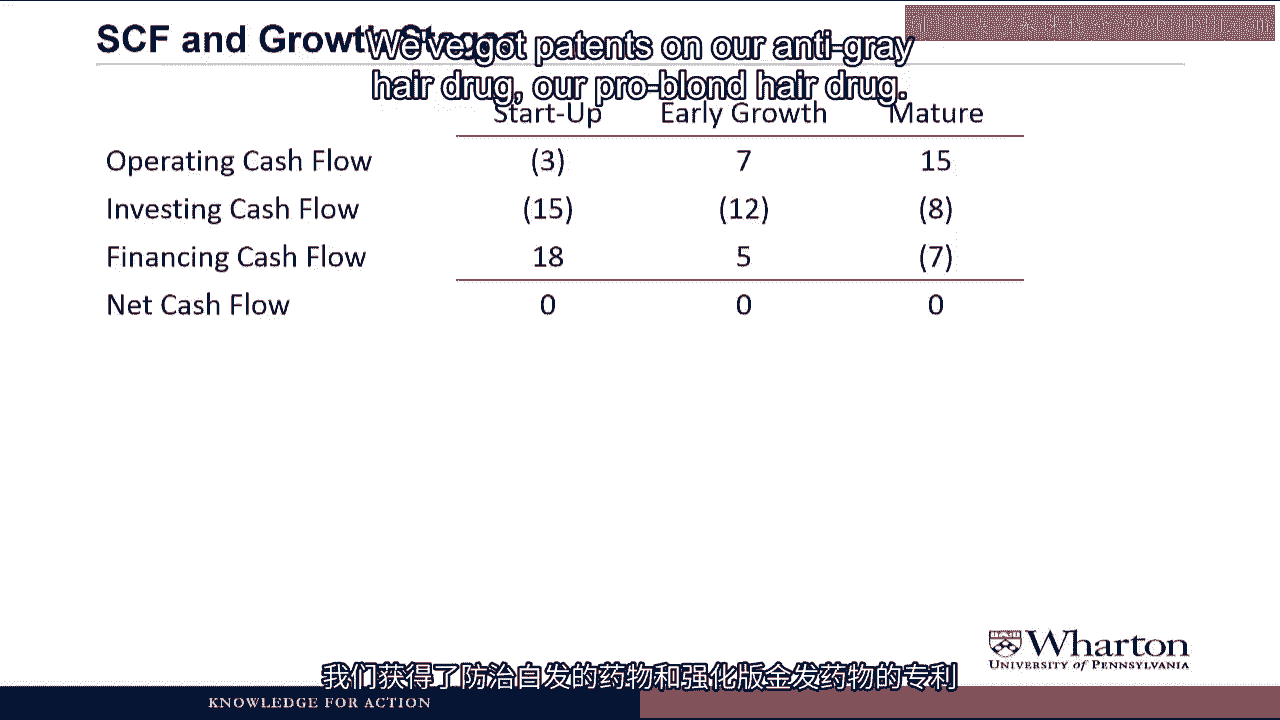 SCF and Growth Stages
We've got patents on our anti-gray
hair drug, our pro-blond hair drug.
Start-Up Early Growth Mature
Operating Cash Flow (3) 7 15
Investing Cash Flow (15) (12) (8)
Financing Cash Flow 18 5 (7)
Net Cash Flow 0 0 0
Wharton
UNIVERSITY of PENNSYLVANIA
我们获得了防治白发的药物和强化版金发药物的专利
KNOWLEDGE FOR ACTION